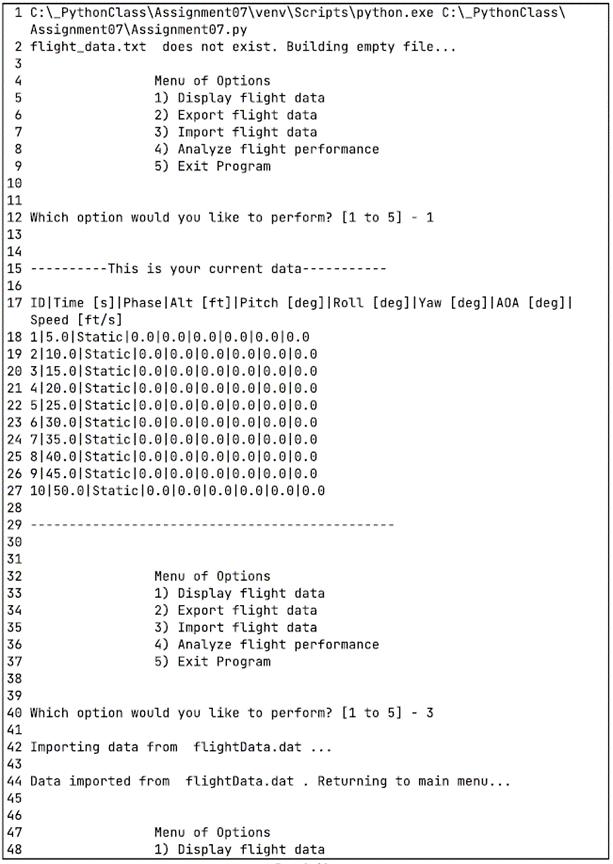 1 C:\_PythonClass\Assignment07\venv\Scripts\python.exe C:\_PythonClass\
Assignment07\Assignment07.py
2 flight_data.txt  does not exist. Building empty file...
3
4 Menu of Options
5 1) Display flight data
6 2) Export flight data
7 3) Import flight data
8 4) Analyze flight performance
9 5) Exit Program
10
11
12 Which option would you like to perform? [1 to 5] - 1
13
14
15 ----------This is your current data-----------
16
17 ID|Time [s]|Phase|Alt [ft]|Pitch [deg]|Roll [deg]|Yaw [deg]|AOA [deg]|
Speed [ft/s]
18 1|5.0|Static|0.0|0.0|0.0|0.0|0.0|0.0
19 2|10.0|Static|0.0|0.0|0.0|0.0|0.0|0.0
20 3|15.0|Static|0.0|0.0|0.0|0.0|0.0|0.0
21 4|20.0|Static|0.0|0.0|0.0|0.0|0.0|0.0
22 5|25.0|Static|0.0|0.0|0.0|0.0|0.0|0.0
23 6|30.0|Static|0.0|0.0|0.0|0.0|0.0|0.0
24 7|35.0|Static|0.0|0.0|0.0|0.0|0.0|0.0
25 8|40.0|Static|0.0|0.0|0.0|0.0|0.0|0.0
26 9|45.0|Static|0.0|0.0|0.0|0.0|0.0|0.0
27 10|50.0|Static|0.0|0.0|0.0|0.0|0.0|0.0
28
29 -----------------------------------------------
30
31
32 Menu of Options
33 1) Display flight data
34 2) Export flight data
35 3) Import flight data
36 4) Analyze flight performance
37 5) Exit Program
38
39
40 Which option would you like to perform? [1 to 5] - 3
41
42 Importing data from  flightData.dat ...
43
44 Data imported from  flightData.dat . Returning to main menu...
45
46
47 Menu of Options
48 1) Display flight data